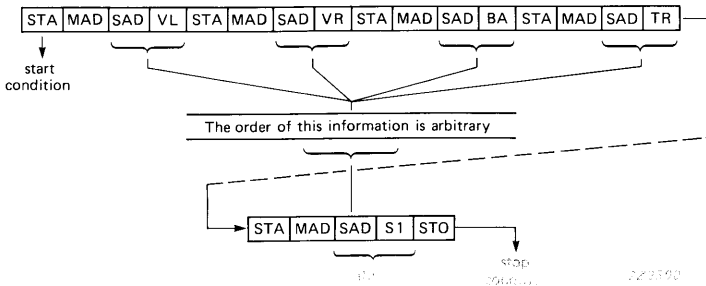 STA MAD SAD VL STA MAD SAD VR STA MAD SAD BA STA MAD SAD TR
start
condition
The order of this information is arbitrary
STA MAD SAD S1 STO
stop